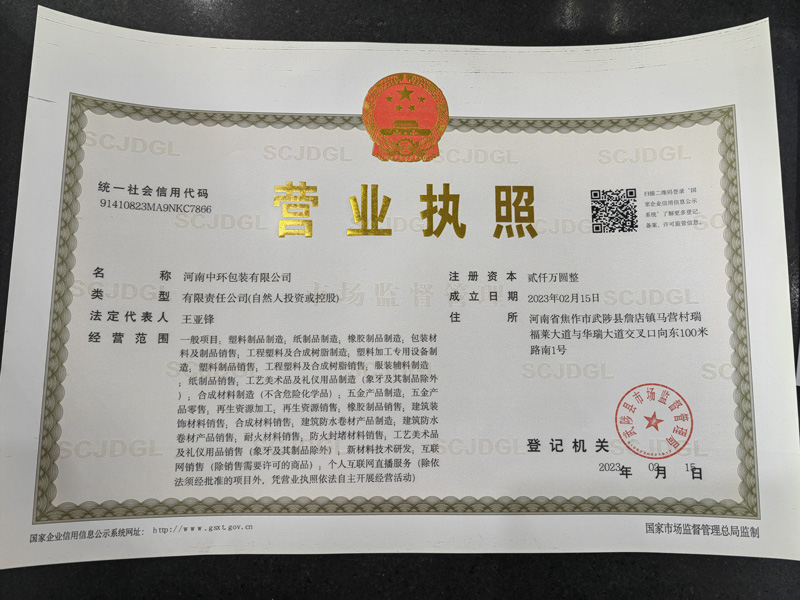 统一社会信用代码
91410823MA9NKC7866
营业执照
扫描二维码登录“国
家企业信用信息公示
系统”了解更多登记、
备案、许可监管信息。
名 称 河南中环包装有限公司
类 型 有限责任公司(自然人投资或控股)
法定代表人 王亚锋
经营范围 一般项目：塑料制品制造，纸制品制造，橡胶制品制造，包装材
料及制品销售，工程塑料及合成树脂制造，塑料加工专用设备制
造，塑料制品销售，工程塑料及合成树脂销售，服装辅料制造
，纸制品销售，工艺美术品及礼仪用品制造（象牙及其制品除外
），合成材料制造（不含危险化学品），五金产品制造，五金产
品零售，再生资源加工，再生资源销售，橡胶制品销售，建筑装
饰材料销售，合成材料销售，建筑防水卷材产品制造，建筑防水
卷材产品销售，耐火材料销售，防火封堵材料销售，工艺美术品
及礼仪用品销售（象牙及其制品除外），新材料技术研发，互联
网销售（除销售需要许可的商品），个人互联网直播服务（除依
法须经批准的项目外，凭营业执照依法自主开展经营活动）
注册资本 贰仟万圆整
成立日期 2023年02月15日
住 所 河南省焦作市武陟县詹店镇马营村瑞
福莱大道与华瑞大道交叉口向东100米
路南1号
武陟县市场监督管理局
登记机关
2023 年 02 月 15 日
国家企业信用信息公示系统网址： http://www.gsxt.gov.cn
国家市场监督管理总局监制
SCJDGL
市场监督管理